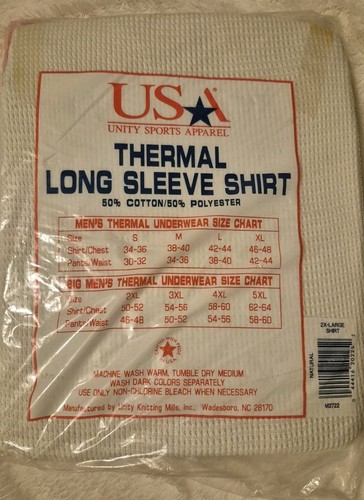 USA
UNITY SPORTS APPAREL
THERMAL
LONG SLEEVE SHIRT
50% COTTON/50% POLYESTER
MEN'S THERMAL UNDERWEAR SIZE CHART
Size S M L XL
Shirt/Chest 34-36 38-40 42-44 46-48
Pants/Waist 30-32 34-36 38-40 42-44
BIG MEN'S THERMAL UNDERWEAR SIZE CHART
Size 2XL 3XL 4XL 5XL
Shirt/Chest 50-52 54-56 58-60 62-64
Pants/Waist 46-48 50-52 54-56 58-60
MACHINE WASH WARM, TUMBLE DRY MEDIUM
WASH DARK COLORS SEPARATELY
USE ONLY NON-CHLORINE BLEACH WHEN NECESSARY
Manufactured by Unity Knitting Mills, Inc. Wadesboro, NC 28170
2X-LARGE
SHIRT
NATURAL
M2722